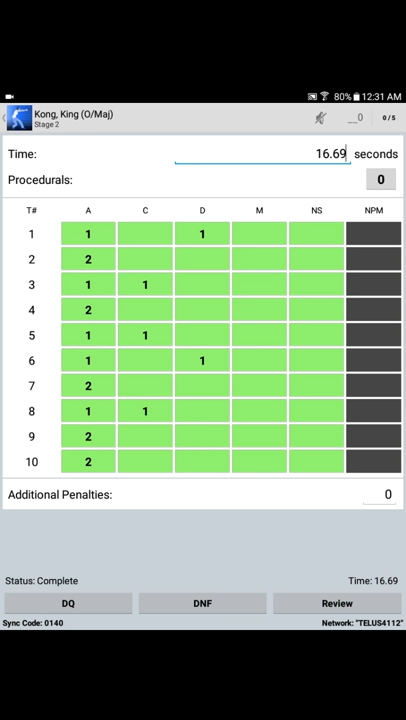 80% 12:31 AM
Kong, King (O/Maj)
Stage 2
__0
0 / 5
Time: 16.69 seconds
Procedurals: 0
T# A C D M NS NPM
1 1 1
2 2
3 1 1
4 2
5 1 1
6 1 1
7 2
8 1 1
9 2
10 2
Additional Penalties: 0
Status: Complete Time: 16.69
DQ DNF Review
Sync Code: 0140 Network: "TELUS4112"